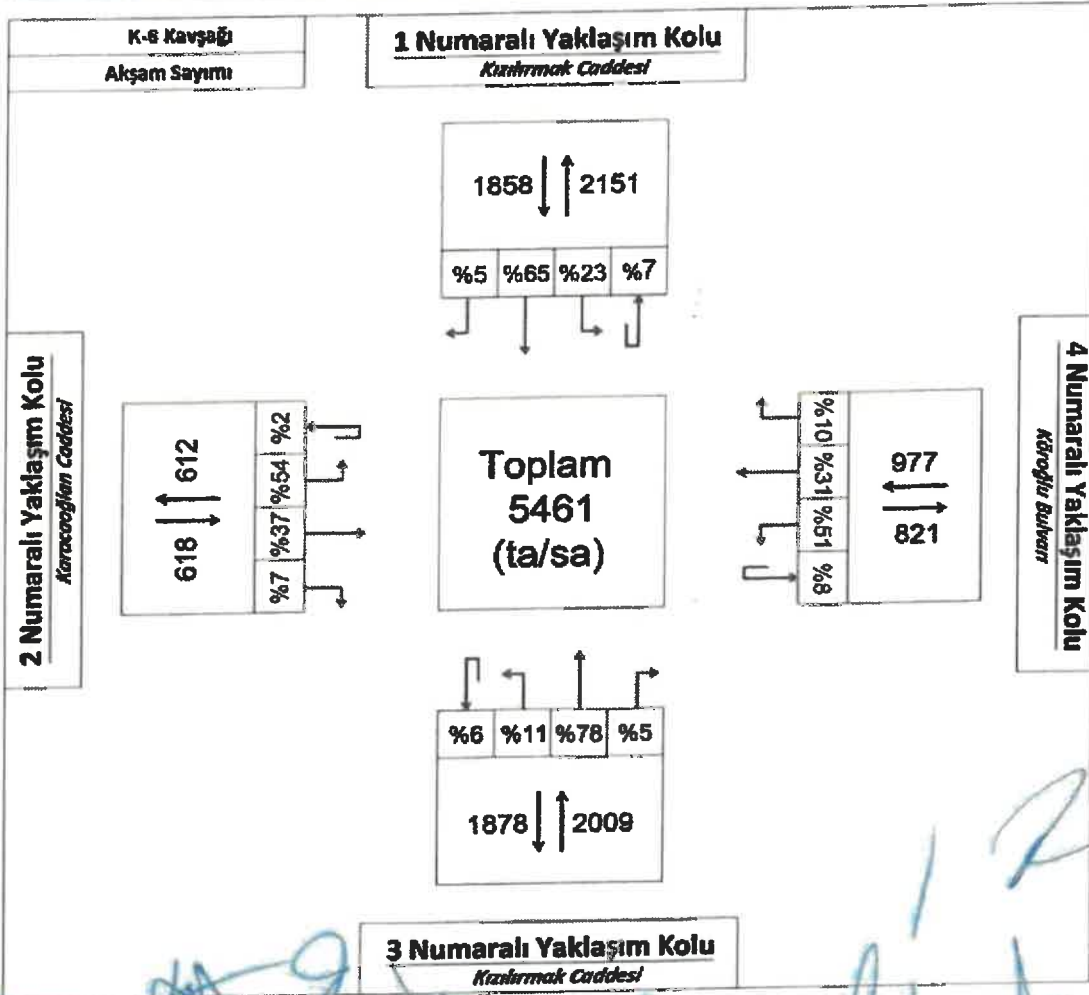 K-6 Kavşağı
Akşam Sayımı
1 Numaralı Yaklaşım Kolu
Kızılırmak Caddesi
1858 2151
%5 %65 %23 %7
2 Numaralı Yaklaşım Kolu
Karacaoğlan Caddesi
612
618
%2
%54
%37
%7
Toplam
5461
(ta/sa)
%10
%31
%51
%8
977
821
4 Numaralı Yaklaşım Kolu
Köroğlu Bulvarı
%6 %11 %78 %5
1878 2009
3 Numaralı Yaklaşım Kolu
Kızılırmak Caddesi